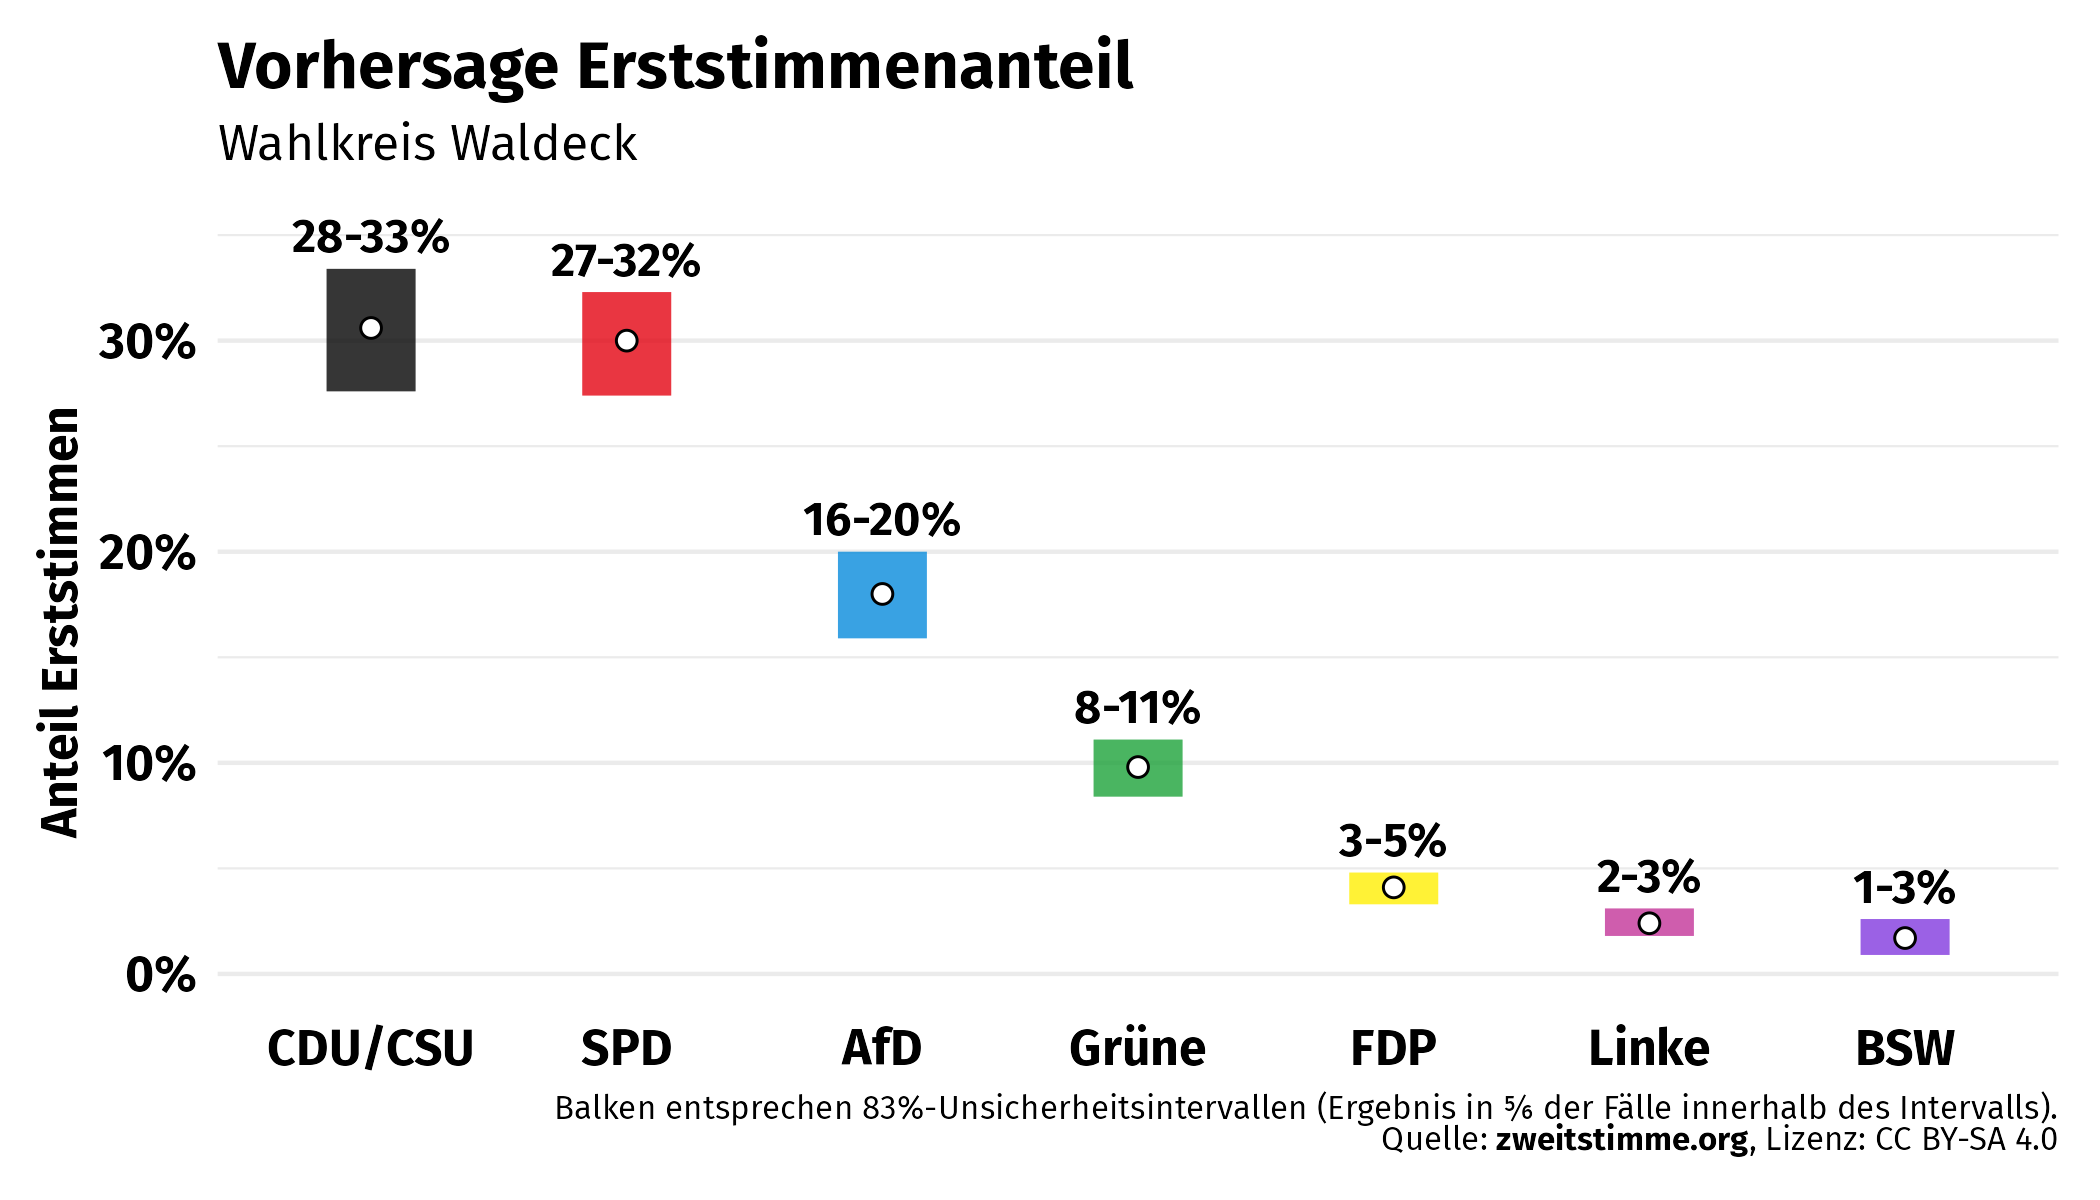 Vorhersage Erststimmenanteil
Wahlkreis Waldeck
Anteil Erststimmen
30%
20%
10%
0%
28-33%
27-32%
16-20%
8-11%
3-5%
2-3%
1-3%
CDU/CSU SPD AfD Grüne FDP Linke BSW
Balken entsprechen 83%-Unsicherheitsintervallen (Ergebnis in ⅚ der Fälle innerhalb des Intervalls).
Quelle: zweitstimme.org, Lizenz: CC BY-SA 4.0